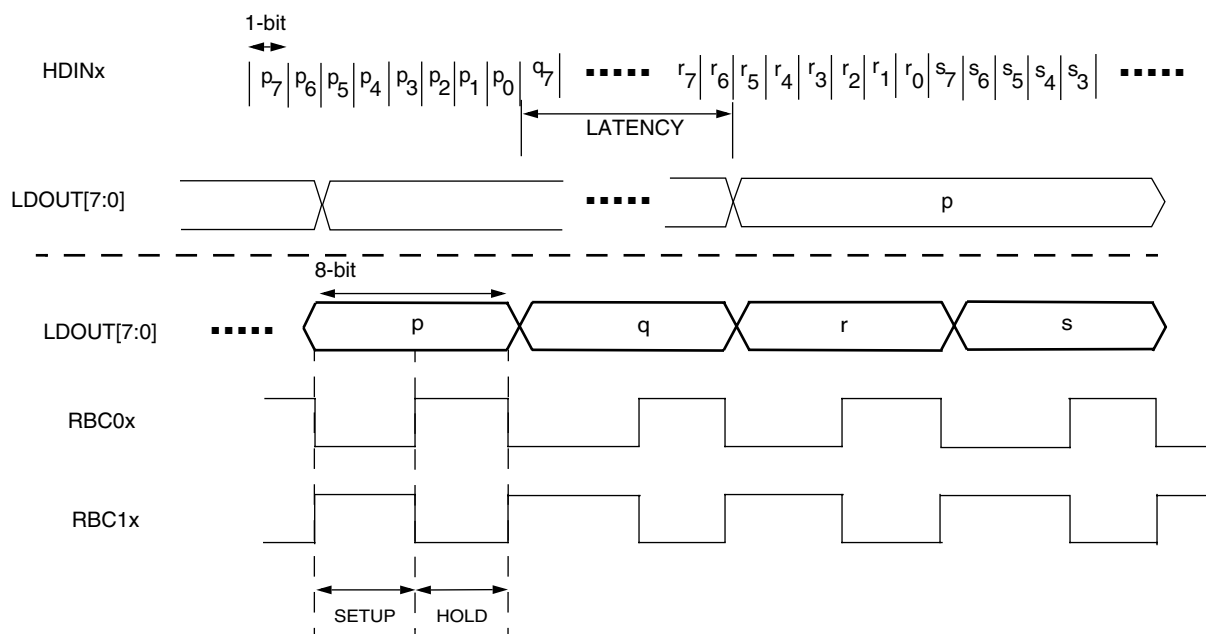 1-bit
HDINx
p7 p6 p5 p4 p3 p2 p1 p0 q7 r7 r6 r5 r4 r3 r2 r1 r0 s7 s6 s5 s4 s3
LATENCY
LDOUT[7:0]
p
8-bit
LDOUT[7:0]
p q r s
RBC0x
RBC1x
SETUP HOLD